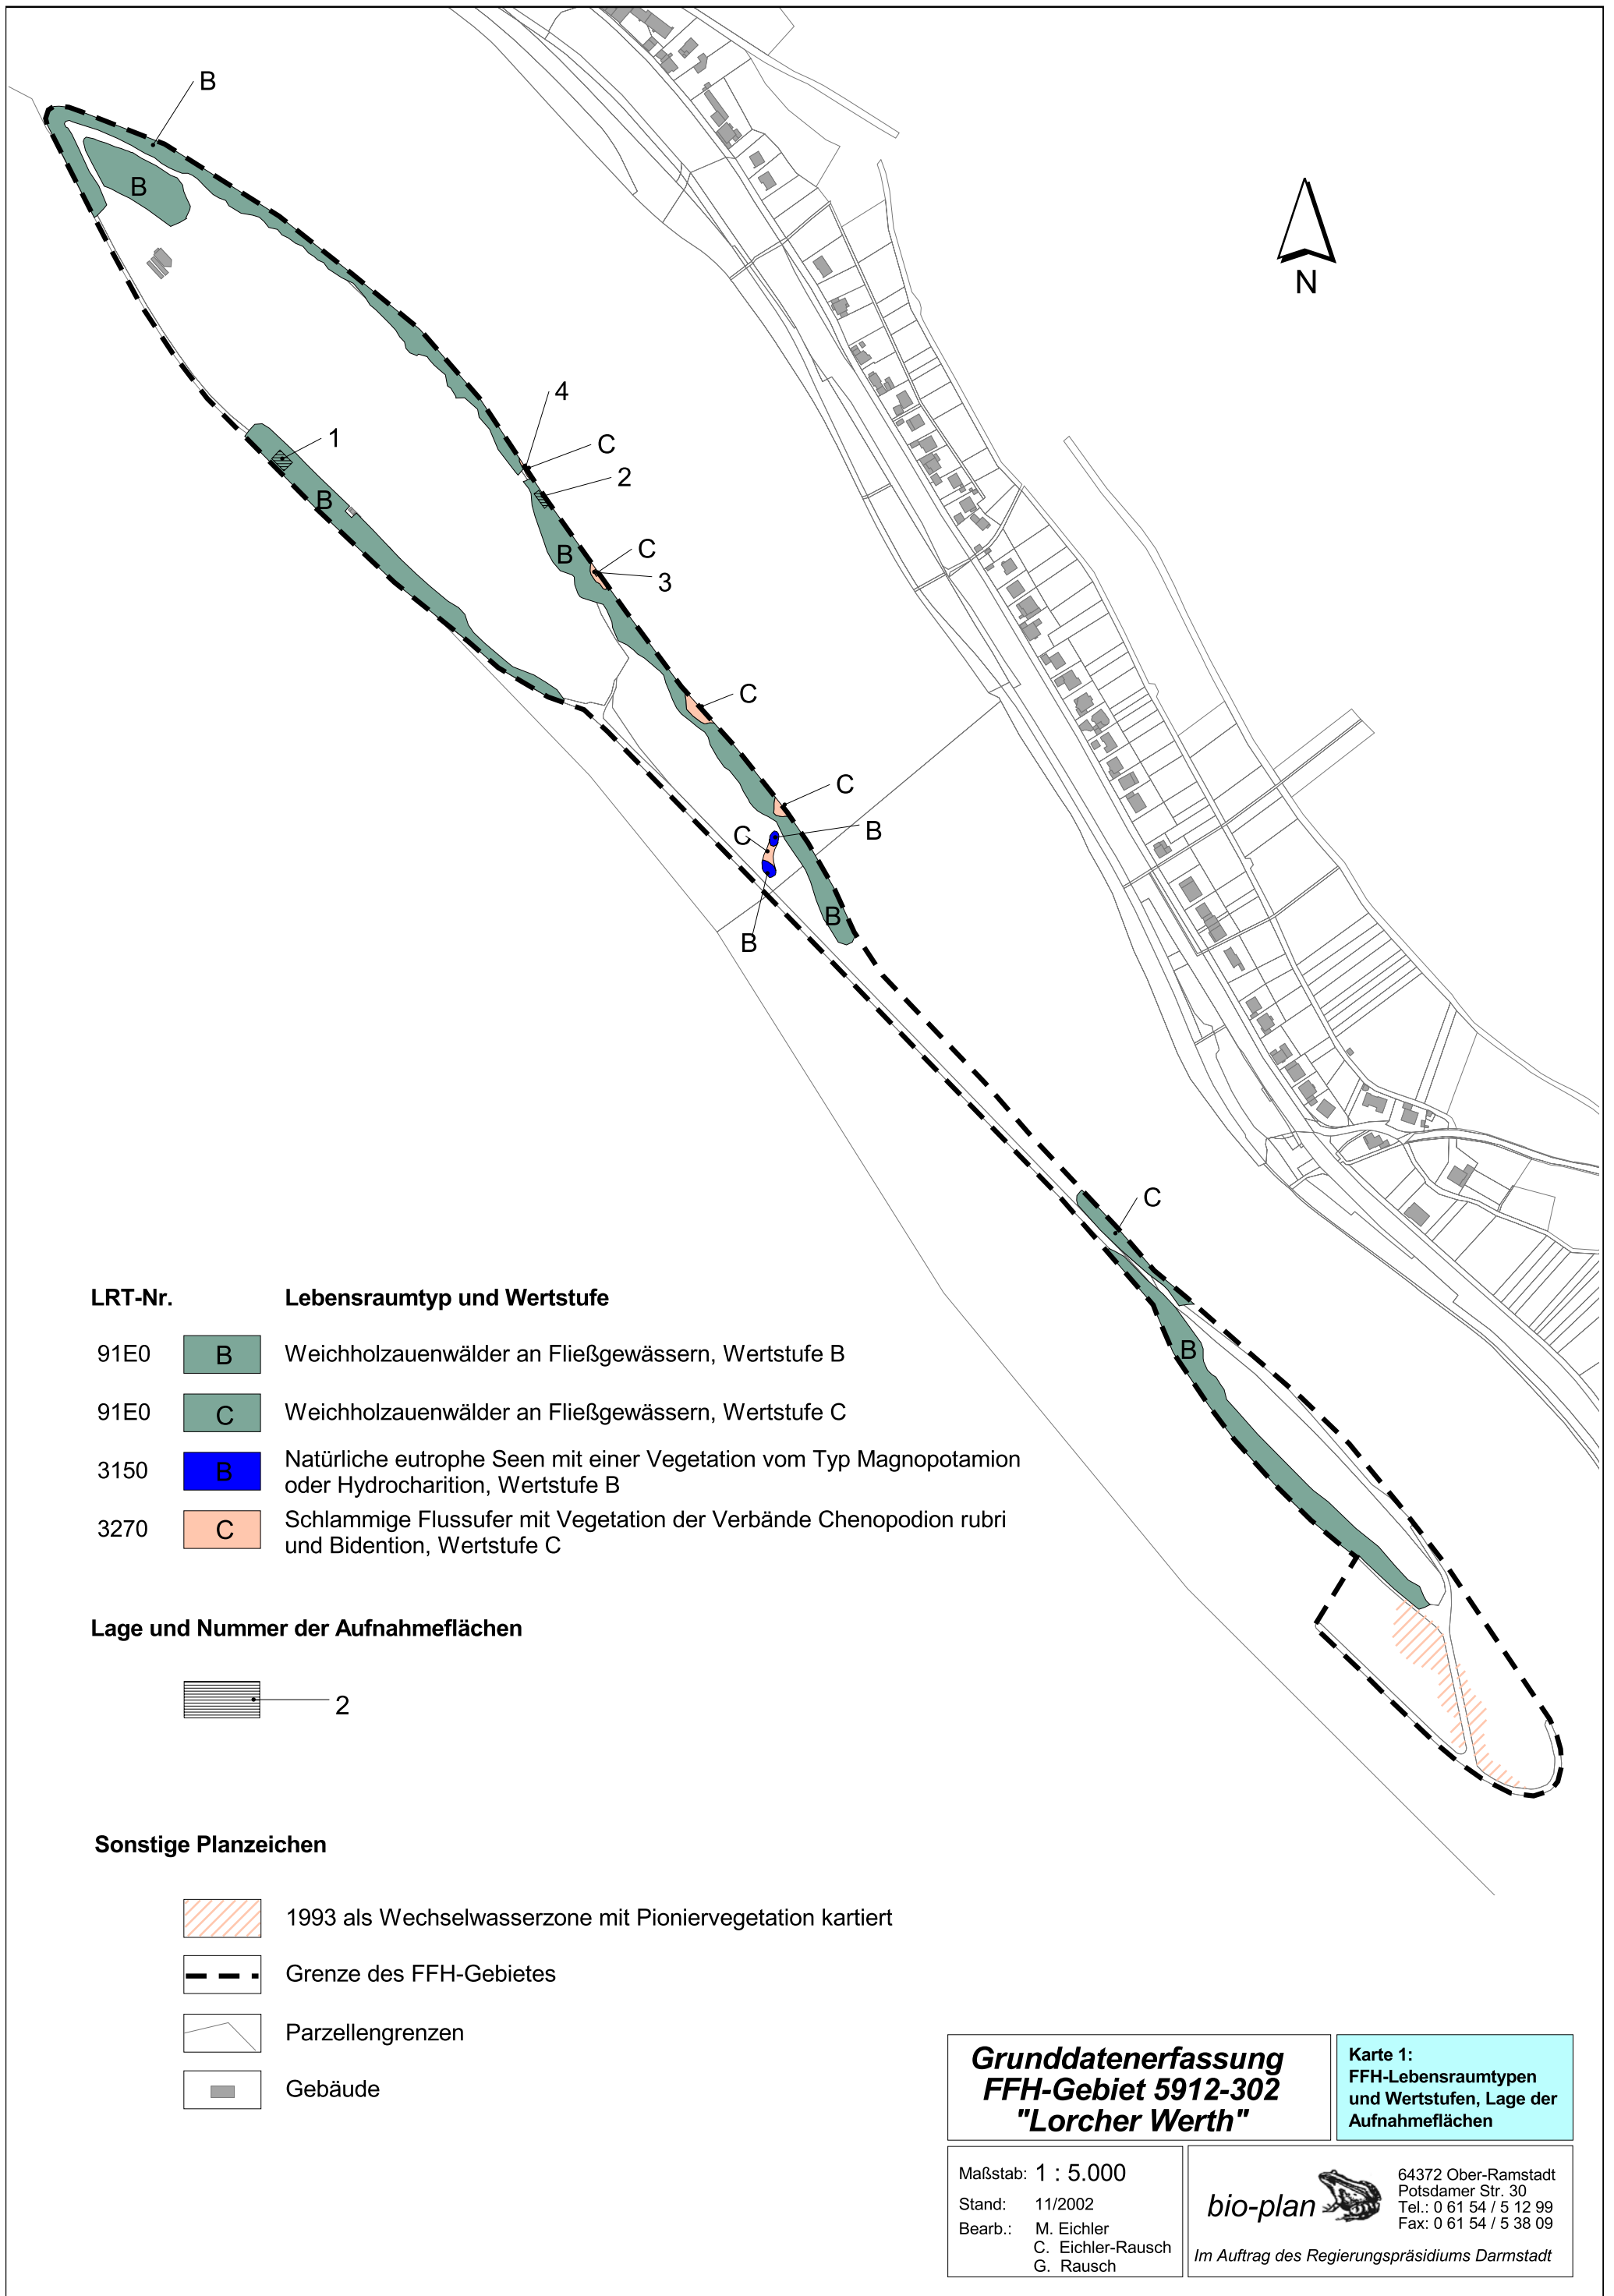 B
B
4
C
1
2
B
B
C
3
C
C
C
B
B
B
C
B
N
LRT-Nr. Lebensraumtyp und Wertstufe
91E0 B Weichholzauenwälder an Fließgewässern, Wertstufe B
91E0 C Weichholzauenwälder an Fließgewässern, Wertstufe C
3150 B Natürliche eutrophe Seen mit einer Vegetation vom Typ Magnopotamion
oder Hydrocharition, Wertstufe B
3270 C Schlammige Flussufer mit Vegetation der Verbände Chenopodion rubri
und Bidention, Wertstufe C
Lage und Nummer der Aufnahmeflächen
2
Sonstige Planzeichen
1993 als Wechselwasserzone mit Pioniervegetation kartiert
Grenze des FFH-Gebietes
Parzellengrenzen
Gebäude
Grunddatenerfassung
FFH-Gebiet 5912-302
"Lorcher Werth"
Karte 1:
FFH-Lebensraumtypen
und Wertstufen, Lage der
Aufnahmeflächen
Maßstab: 1 : 5.000
Stand: 11/2002
Bearb.: M. Eichler
C. Eichler-Rausch
G. Rausch
bio-plan
64372 Ober-Ramstadt
Potsdamer Str. 30
Tel.: 0 61 54 / 5 12 99
Fax: 0 61 54 / 5 38 09
Im Auftrag des Regierungspräsidiums Darmstadt